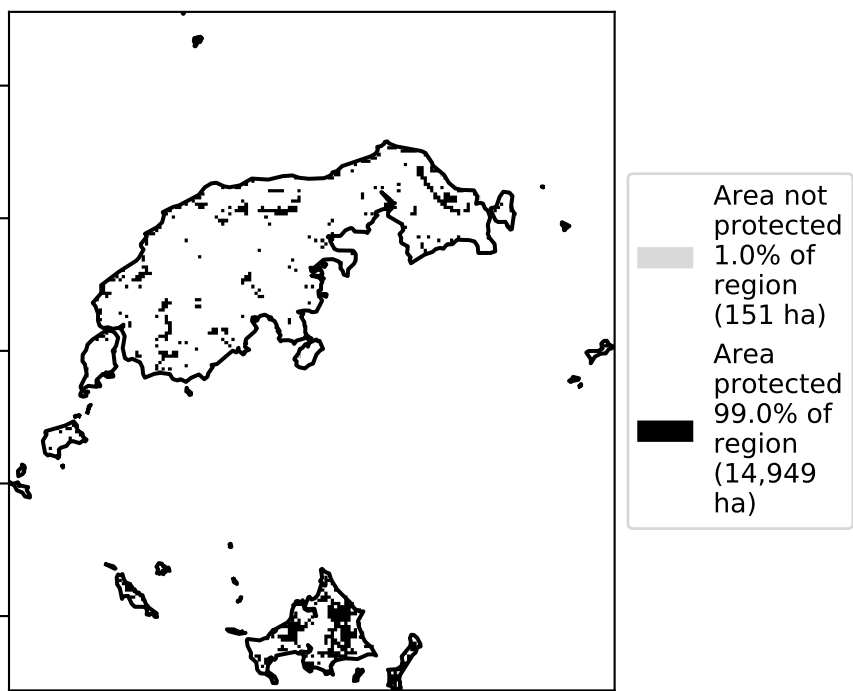 Area not
protected
1.0% of
region
(151 ha)
Area
protected
99.0% of
region
(14,949
ha)